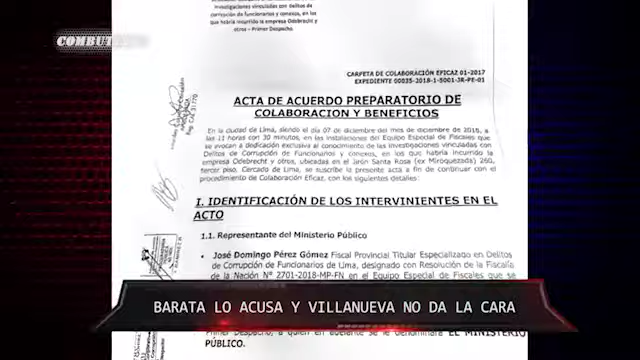 investigaciones vinculadas con delitos de
corrupción de funcionarios y conexos, en los
que habría incurrido la empresa Odebrecht y
otros – Primer Despacho
COMBUT
CARPETA DE COLABORACIÓN EFICAZ 01-2017
EXPEDIENTE 00035-2018-1-5001-JR-PE-01
ACTA DE ACUERDO PREPARATORIO DE
COLABORACION Y BENEFICIOS
En la ciudad de Lima, siendo el día 07 de diciembre del mes de diciembre de 2018, a
las 11 horas con 30 minutos, en las instalaciones del Equipo Especial de Fiscales que
se avocan a dedicación exclusiva al conocimiento de las investigaciones vinculadas con
Delitos de Corrupción de Funcionarios y conexos, en los que habría incurrido la
empresa Odebrecht y otros, ubicadas en el Jirón Santa Rosa (ex Miroquezada) 260,
tercer piso, Cercado de Lima, se suscribe la presente acta a fin de continuar con el
procedimiento de Colaboración Eficaz, con los siguientes detalles:
I. IDENTIFICACIÓN DE LOS INTERVINIENTES EN EL
ACTO
1.1. Representante del Ministerio Público
• José Domingo Pérez Gómez Fiscal Provincial Titular Especializado en Delitos
de Corrupción de Funcionarios de Lima, designado con Resolución de la Fiscalía
de la Nación N° 2701-2018-MP-FN en el Equipo Especial de Fiscales que se
BARATA LO ACUSA Y VILLANUEVA NO DA LA CARA
Primer Despacho, a quien en adelante se le denominará EL MINISTERIO
PÚBLICO.